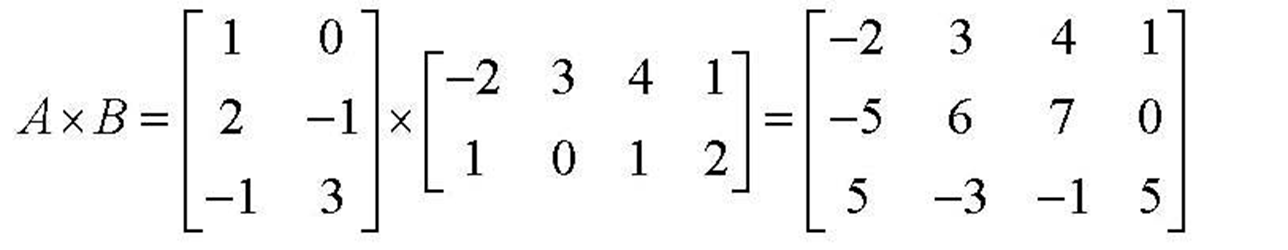 A×B = [1 0; 2 −1; −1 3] × [−2 3 4 1; 1 0 1 2] = [−2 3 4 1; −5 6 7 0; 5 −3 −1 5]